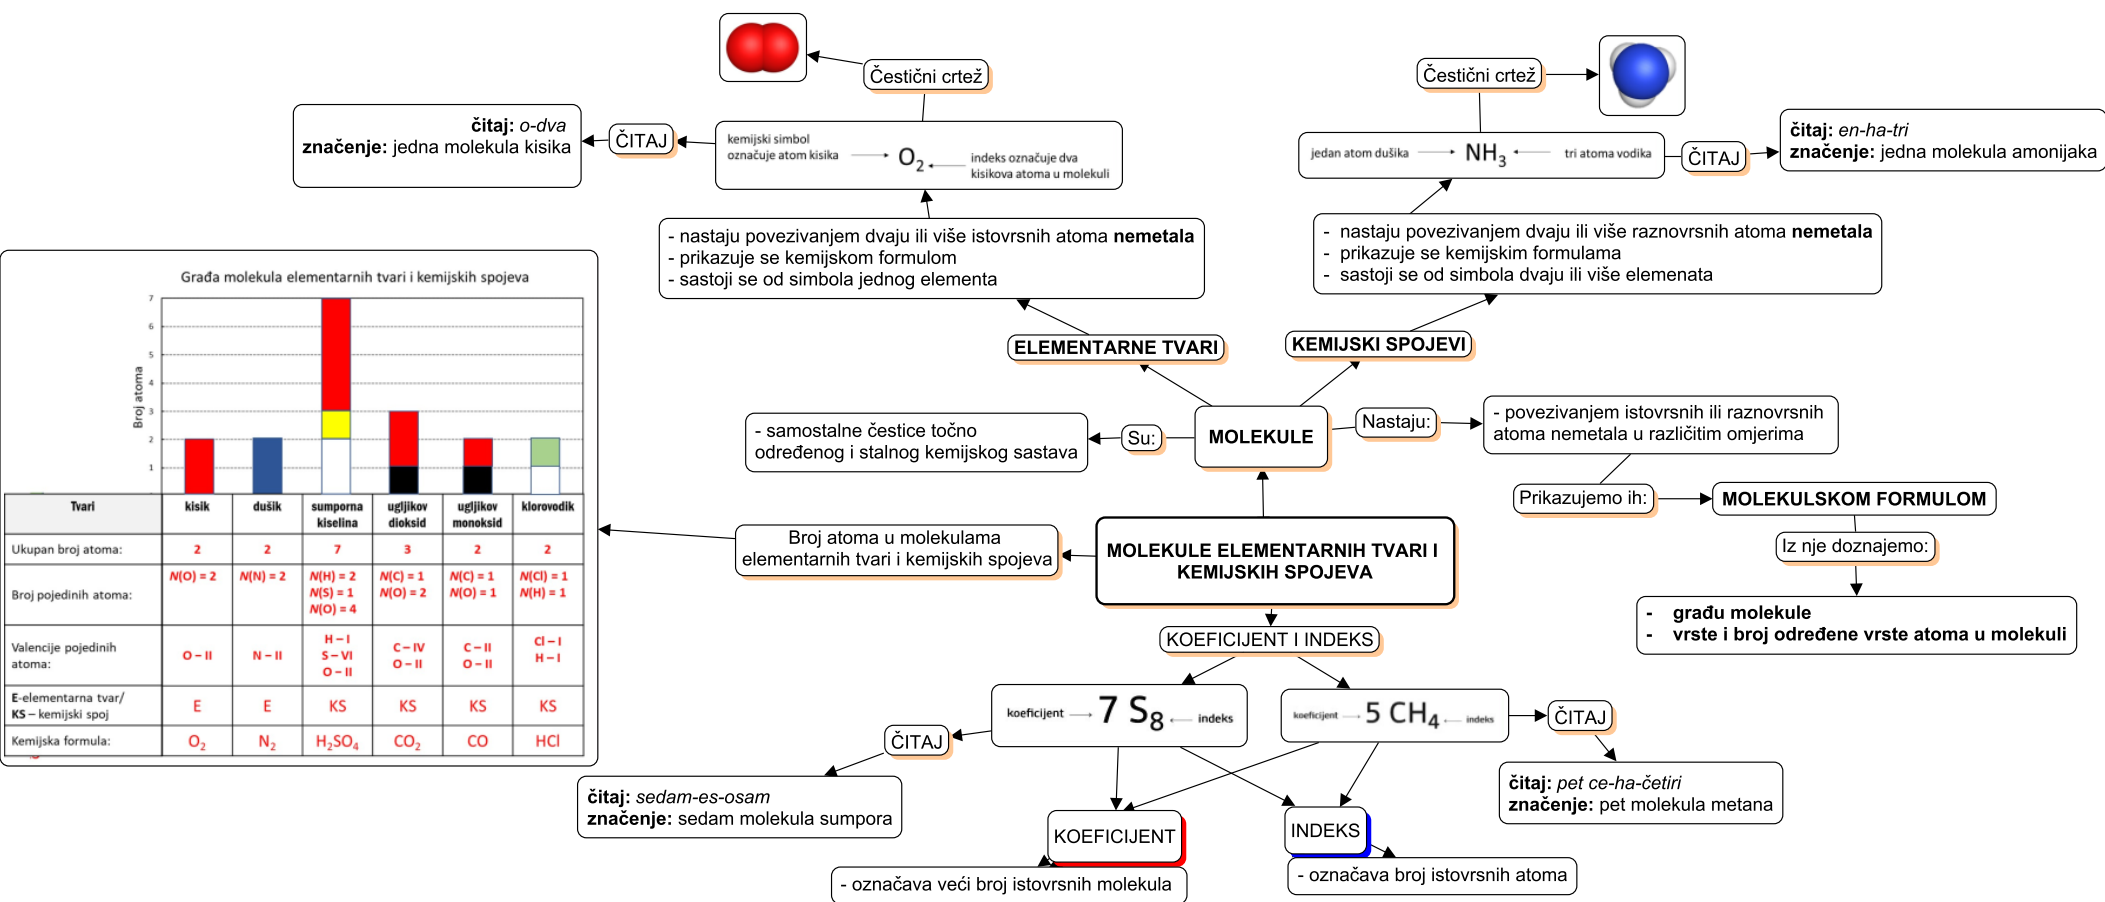 Čestični crtež
Čestični crtež
čitaj: o-dva
značenje: jedna molekula kisika
ČITAJ
kemijski simbol
označuje atom kisika
O₂
indeks označuje dva
kisikova atoma u molekuli
jedan atom dušika
NH₃
tri atoma vodika
ČITAJ
čitaj: en-ha-tri
značenje: jedna molekula amonijaka
- nastaju povezivanjem dvaju ili više istovrsnih atoma nemetala
- prikazuje se kemijskom formulom
- sastoji se od simbola jednog elementa
- nastaju povezivanjem dvaju ili više raznovrsnih atoma nemetala
- prikazuje se kemijskim formulama
- sastoji se od simbola dvaju ili više elemenata
ELEMENTARNE TVARI
KEMIJSKI SPOJEVI
MOLEKULE
Su:
- samostalne čestice točno
određenog i stalnog kemijskog sastava
Nastaju:
- povezivanjem istovrsnih ili raznovrsnih
atoma nemetala u različitim omjerima
Prikazujemo ih:
MOLEKULSKOM FORMULOM
Iz nje doznajemo:
- građu molekule
- vrste i broj određene vrste atoma u molekuli
MOLEKULE ELEMENTARNIH TVARI I
KEMIJSKIH SPOJEVA
Broj atoma u molekulama
elementarnih tvari i kemijskih spojeva
Građa molekula elementarnih tvari i kemijskih spojeva
Broj atoma
7
6
5
4
3
2
1
Tvari kisik dušik sumporna kiselina ugljikov dioksid ugljikov monoksid klorovodik
Ukupan broj atoma: 2 2 7 3 2 2
Broj pojedinih atoma:
N(O) = 2 N(N) = 2 N(H) = 2 N(C) = 1 N(C) = 1 N(Cl) = 1
N(S) = 1 N(O) = 2 N(O) = 1 N(H) = 1
N(O) = 4
Valencije pojedinih
atoma:
O – II N – II
H – I
S – VI
O – II
C – IV
O – II
C – II
O – II
Cl – I
H – I
E-elementarna tvar/
KS – kemijski spoj
E E KS KS KS KS
Kemijska formula: O₂ N₂ H₂SO₄ CO₂ CO HCl
KOEFICIJENT I INDEKS
koeficijent 7 S₈ indeks
koeficijent 5 CH₄ indeks
ČITAJ
čitaj: sedam-es-osam
značenje: sedam molekula sumpora
ČITAJ
čitaj: pet ce-ha-četiri
značenje: pet molekula metana
KOEFICIJENT
- označava veći broj istovrsnih molekula
INDEKS
- označava broj istovrsnih atoma